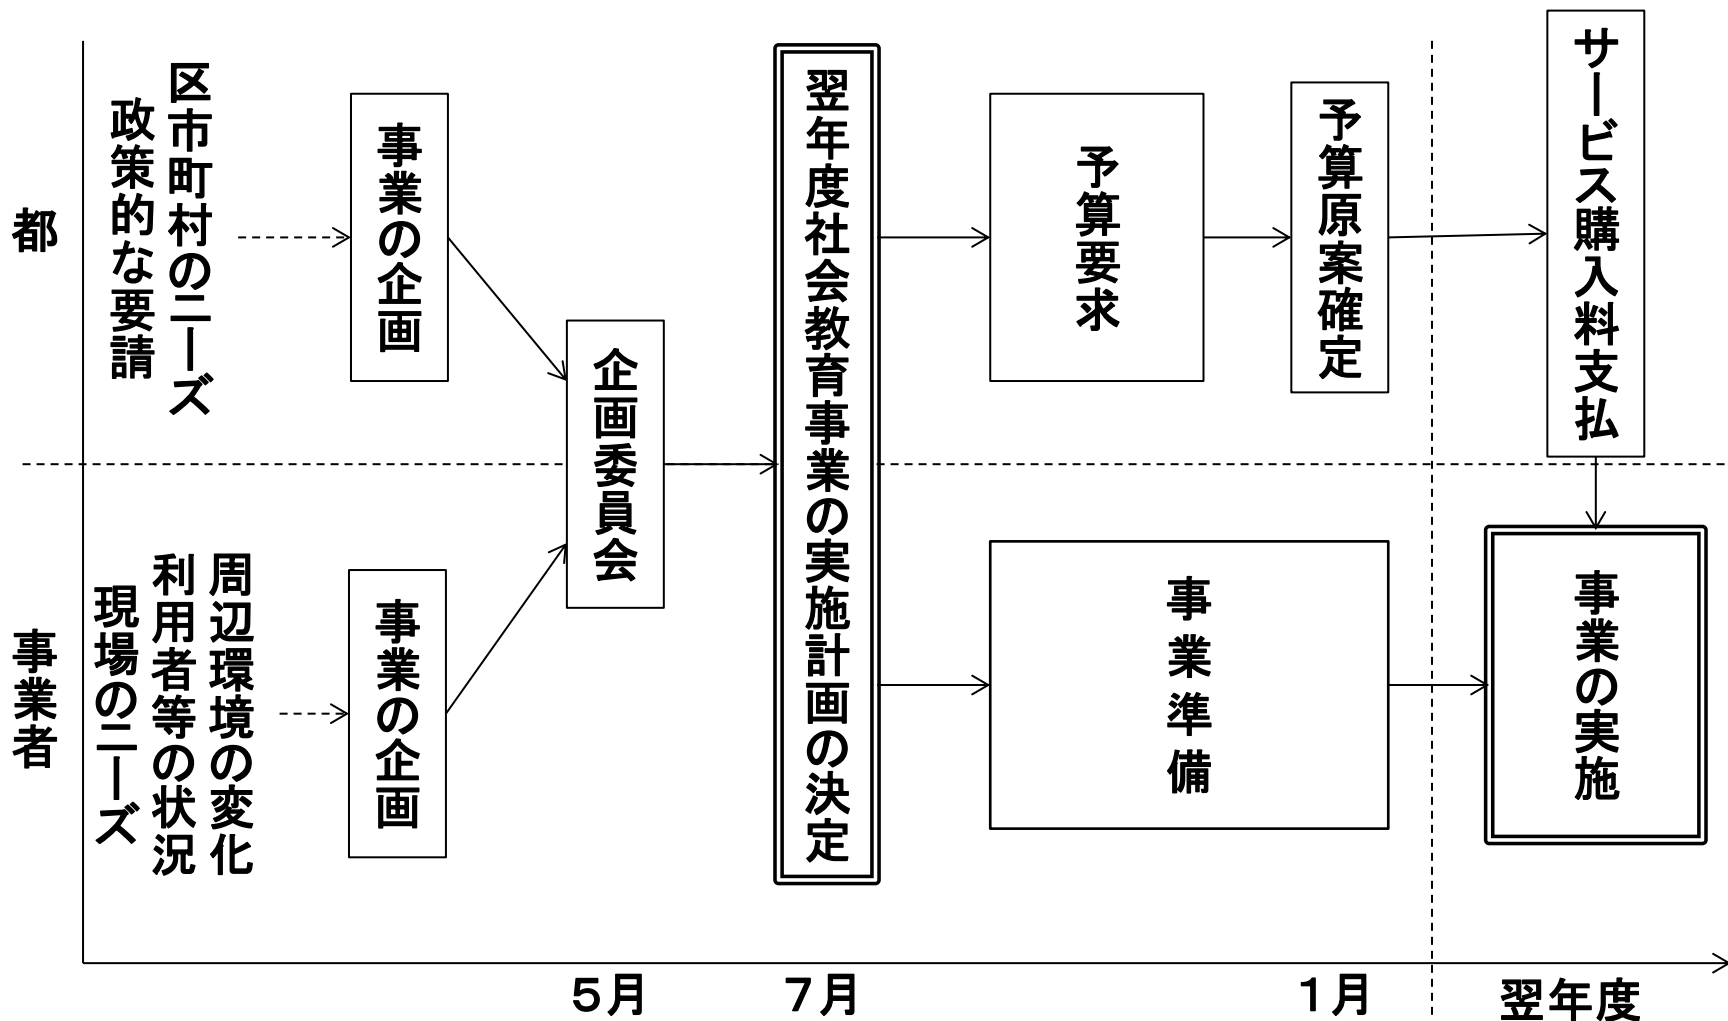 都
区市町村のニーズ
政策的な要請
事業の企画
企画委員会
翌年度社会教育事業の実施計画の決定
予算要求
予算原案確定
サービス購入料支払
事業者
周辺環境の変化
利用者等の状況
現場のニーズ
事業の企画
事業準備
事業の実施
5月
7月
1月
翌年度